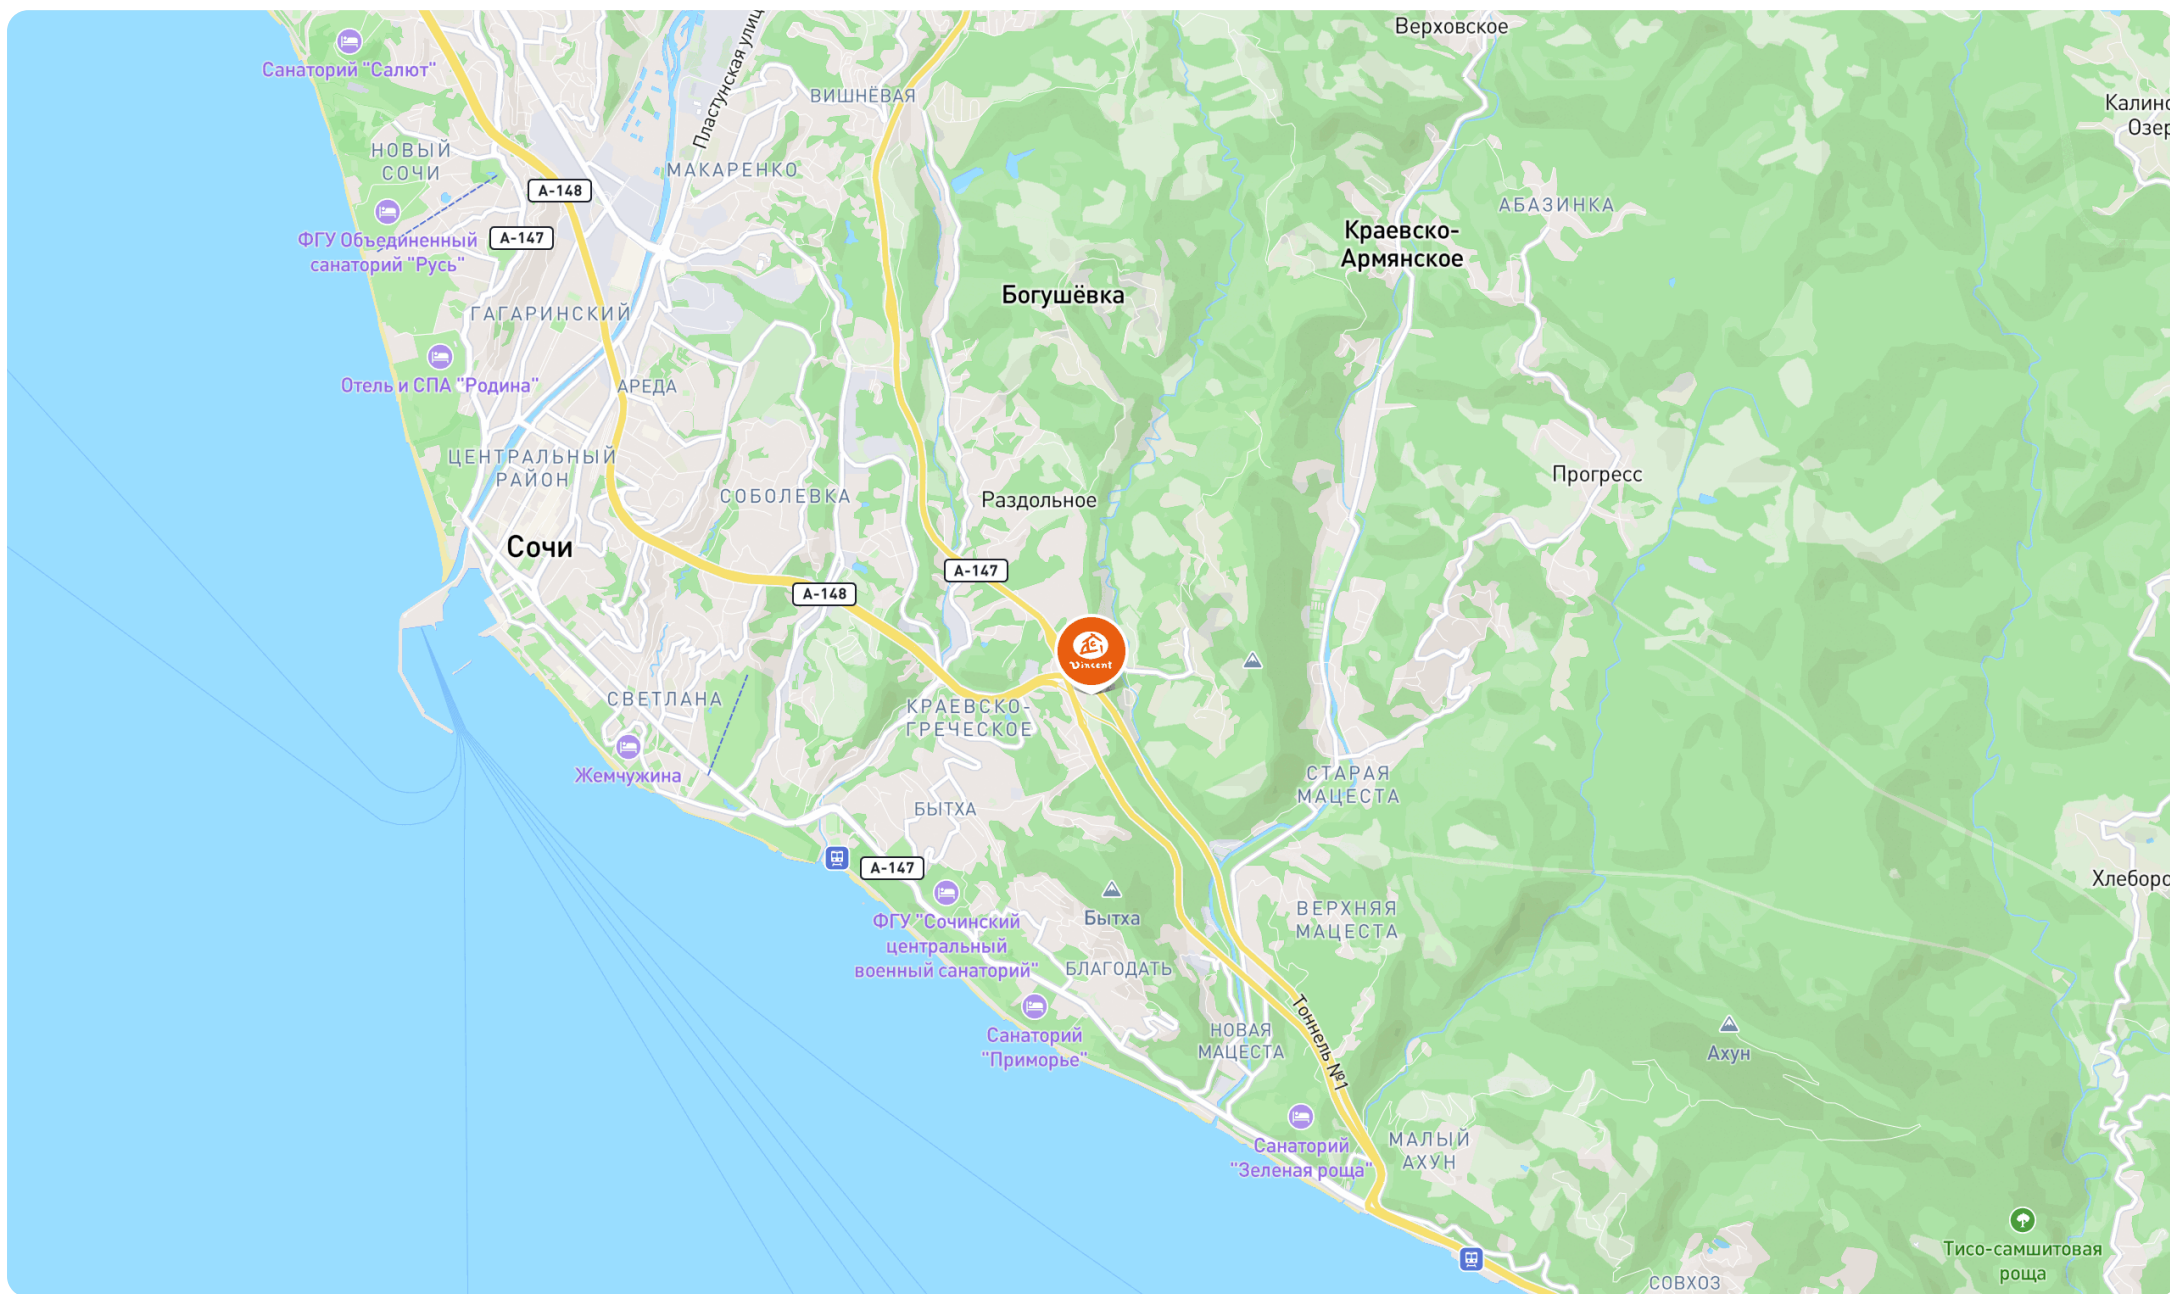 Верховское
Санаторий "Салют"
Пластунская улиц
ВИШНЁВАЯ
Калино
Озер
НОВЫЙ
СОЧИ
МАКАРЕНКО
А-148
АБАЗИНКА
А-147
ФГУ Объединенный
санаторий "Русь"
Краевско-
Армянское
Богушёвка
ГАГАРИНСКИЙ
Отель и СПА "Родина"
АРЕДА
ЦЕНТРАЛЬНЫЙ
РАЙОН
Прогресс
СОБОЛЕВКА
Раздольное
Сочи
А-147
А-148
Vincent
СВЕТЛАНА
КРАЕВСКО-
ГРЕЧЕСКОЕ
Жемчужина
СТАРАЯ
МАЦЕСТА
БЫТХА
А-147
Хлеборо
ФГУ "Сочинский
центральный
военный санаторий"
Бытха
ВЕРХНЯЯ
МАЦЕСТА
БЛАГОДАТЬ
Санаторий
"Приморье"
НОВАЯ
МАЦЕСТА
Тоннель №1
Ахун
Санаторий
"Зеленая роща"
МАЛЫЙ
АХУН
Тисо-самшитовая
роща
СОВХОЗ